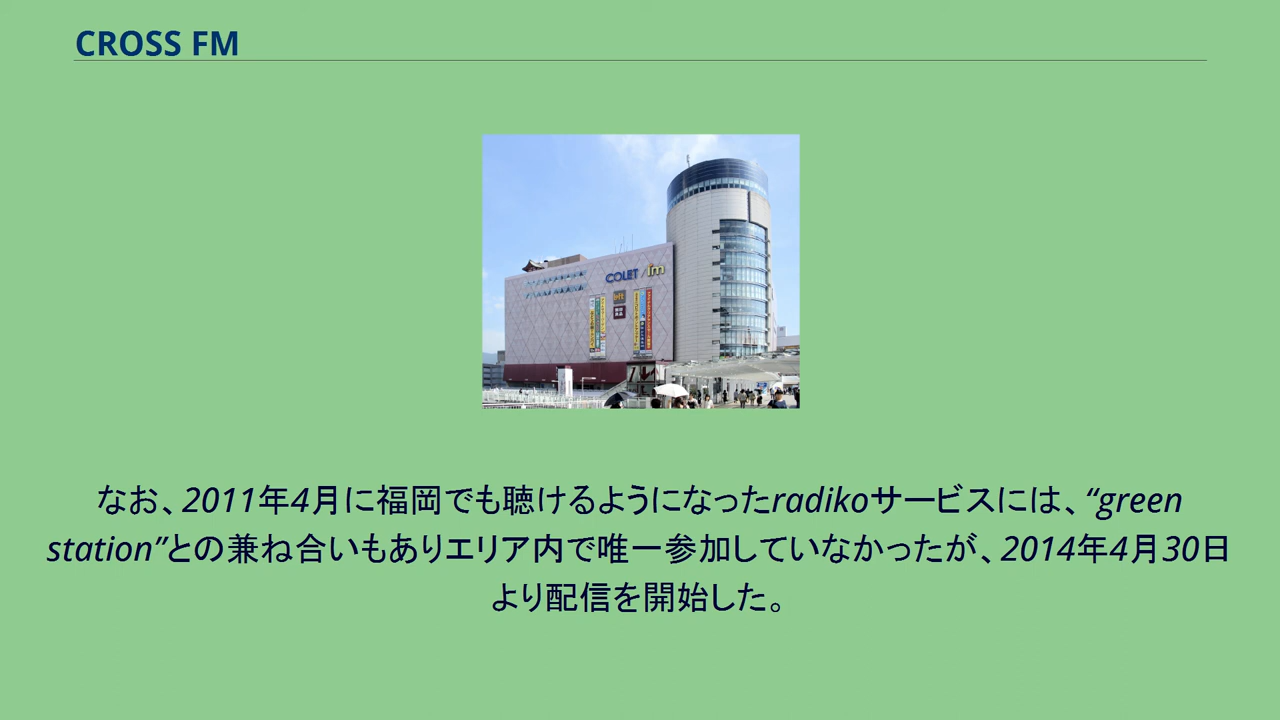 CROSS FM
COLET / im
なお、2011年4月に福岡でも聴けるようになったradikoサービスには、“green
station”との兼ね合いもありエリア内で唯一参加していなかったが、2014年4月30日
より配信を開始した。